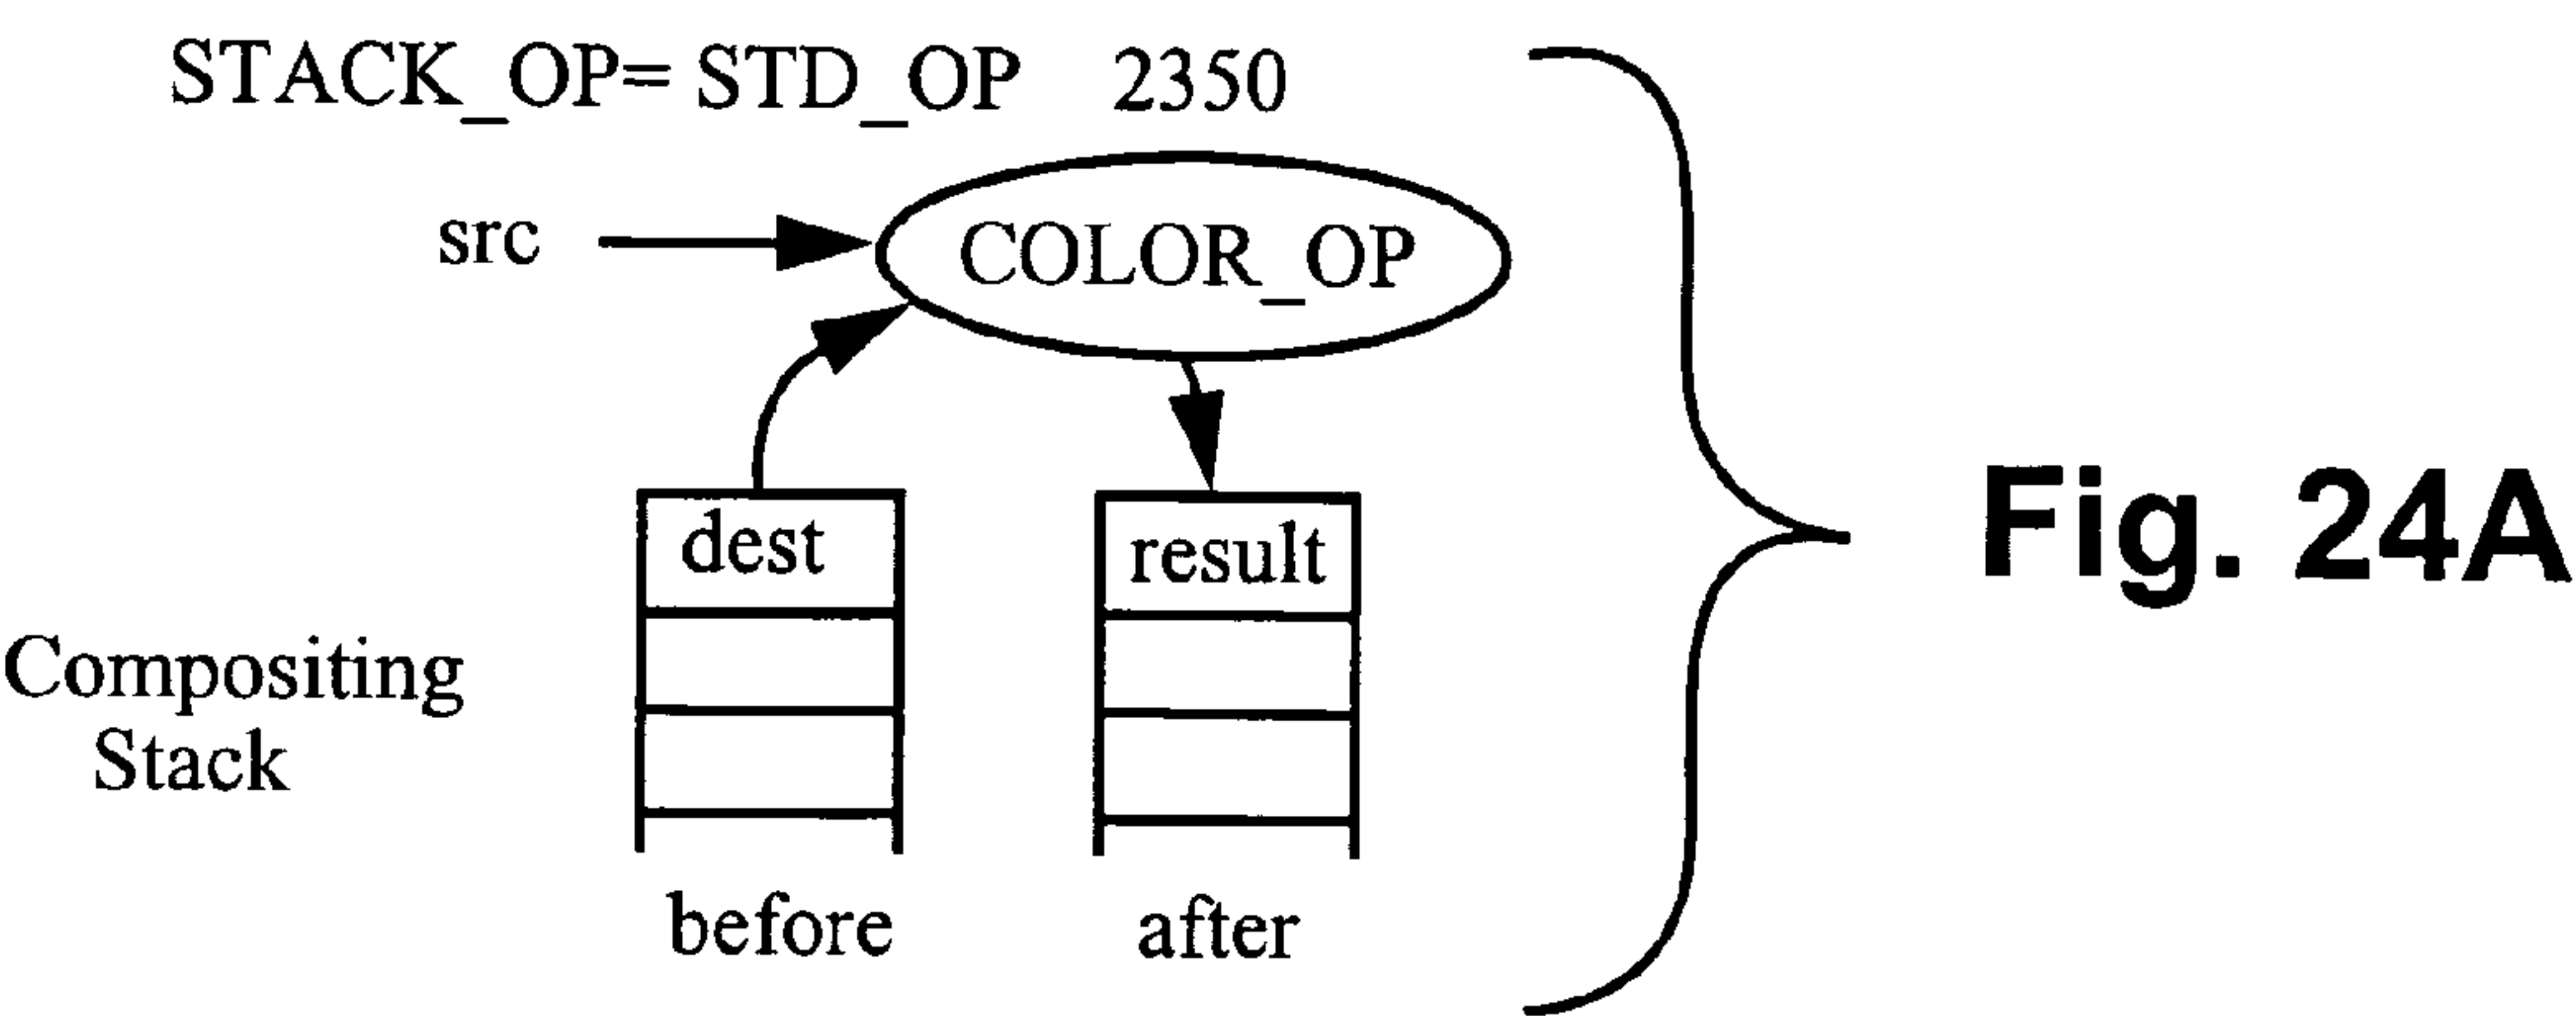 STACK_OP= STD_OP 2350
src
COLOR_OP
dest
result
Compositing
Stack
before
after
Fig. 24A